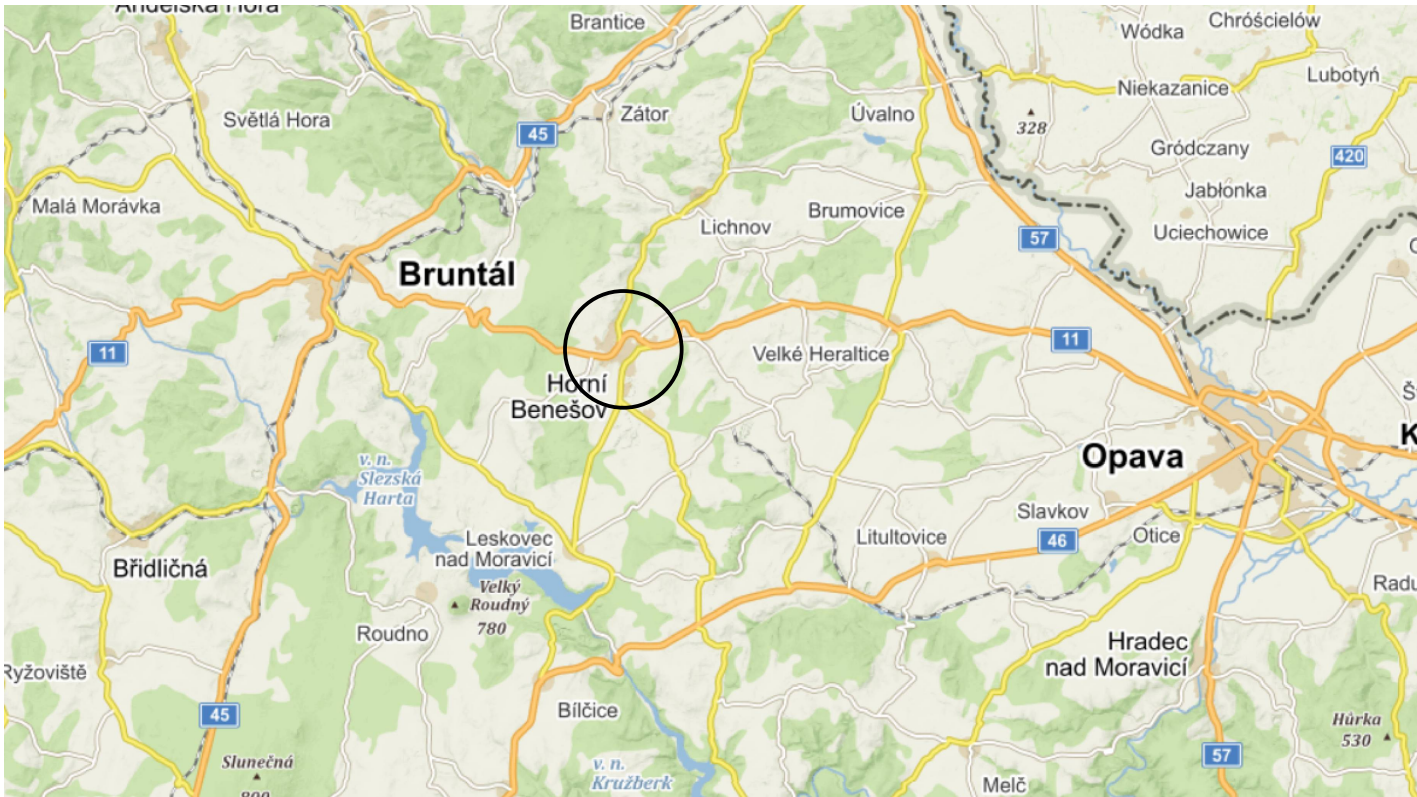 Andělská Hora
Brantice
Wódka
Chróścielów
Lubotyń
Niekazanice
Světlá Hora
45
Zátor
Úvalno
328
Gródczany
420
Jabłonka
Malá Morávka
Brumovice
Lichnov
57
Uciechowice
Bruntál
11
Velké Heraltice
11
Horní
Benešov
Opava
v. n.
Slezská
Harta
Slavkov
Leskovec
nad Moravicí
Litultovice
46
Otice
Břidličná
Velký
Roudný
780
Roudno
Hradec
nad Moravicí
Ryžoviště
Bílčice
45
Hůrka
530
Slunečná
800
57
v. n.
Kružberk
Melč
K
Š
Radu